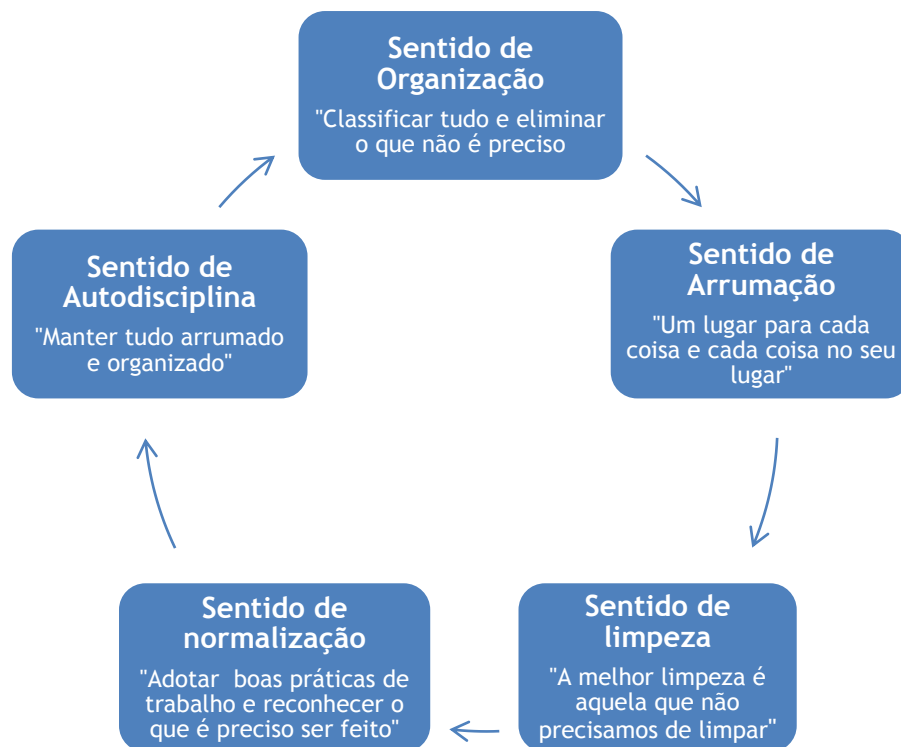 Sentido de
Organização
"Classificar tudo e eliminar
o que não é preciso
Sentido de
Arrumação
"Um lugar para cada
coisa e cada coisa no seu
lugar"
Sentido de
limpeza
"A melhor limpeza é
aquela que não
precisamos de limpar"
Sentido de
normalização
"Adotar  boas práticas de
trabalho e reconhecer o
que é preciso ser feito"
Sentido de
Autodisciplina
"Manter tudo arrumado
e organizado"